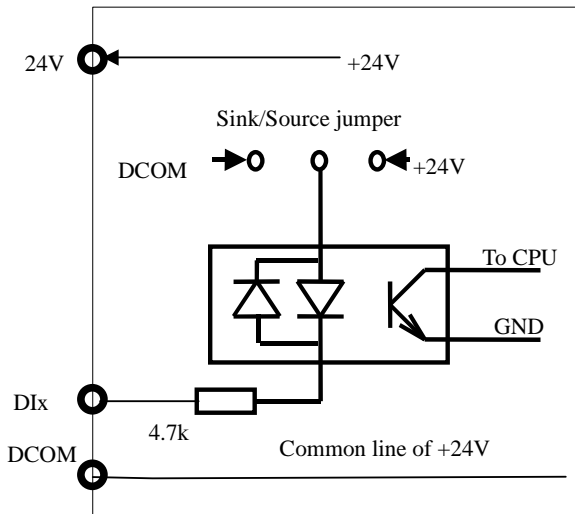 24V
+24V
Sink/Source jumper
DCOM
+24V
To CPU
GND
DIx
4.7k
DCOM
Common line of +24V